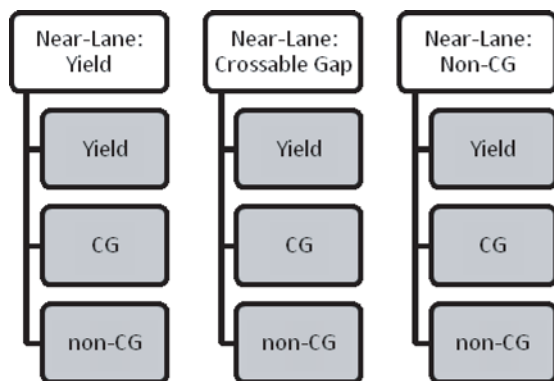 Near-Lane:
Yield
Yield
CG
non-CG
Near-Lane:
Crossable Gap
Yield
CG
non-CG
Near-Lane:
Non-CG
Yield
CG
non-CG